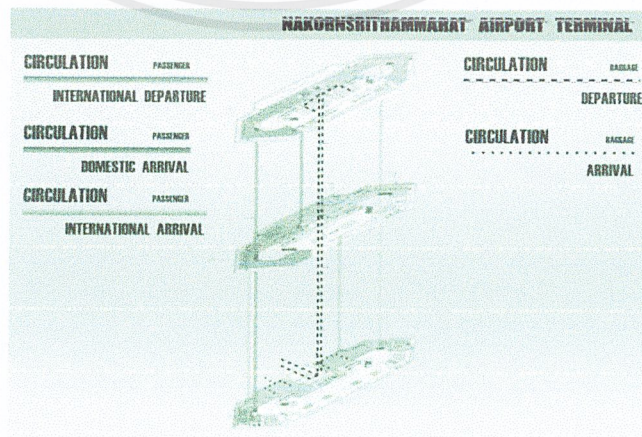 NAKORNSRITHAMMARAT AIRPORT TERMINAL
CIRCULATION PASSENGER
INTERNATIONAL DEPARTURE
CIRCULATION PASSENGER
DOMESTIC ARRIVAL
CIRCULATION PASSENGER
INTERNATIONAL ARRIVAL
CIRCULATION BAGGAGE
DEPARTURE
CIRCULATION BAGGAGE
ARRIVAL